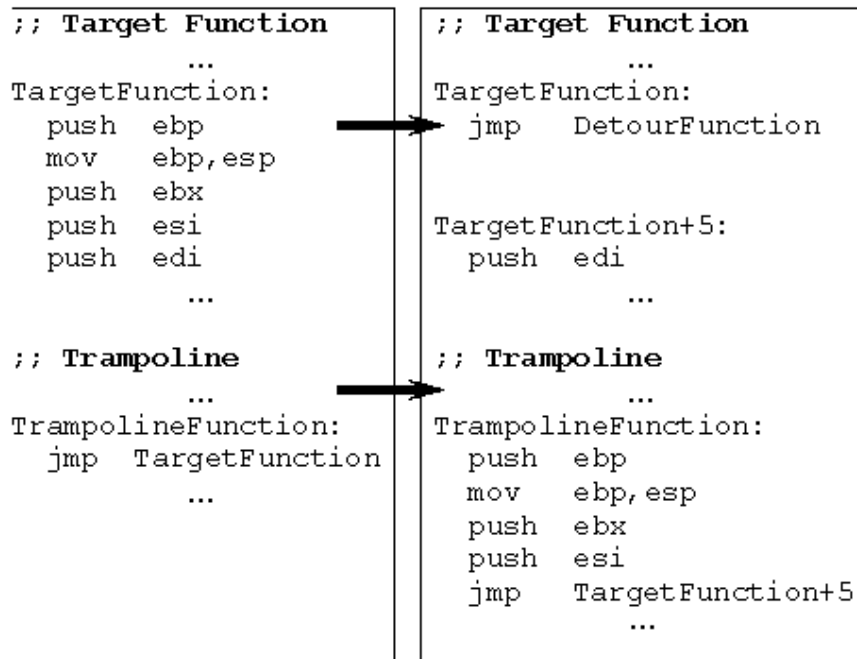 ;; Target Function
...
TargetFunction:
push ebp
mov ebp,esp
push ebx
push esi
push edi
...
;; Trampoline
...
TrampolineFunction:
jmp TargetFunction
...
;; Target Function
...
TargetFunction:
jmp DetourFunction
TargetFunction+5:
push edi
...
;; Trampoline
...
TrampolineFunction:
push ebp
mov ebp,esp
push ebx
push esi
jmp TargetFunction+5
...